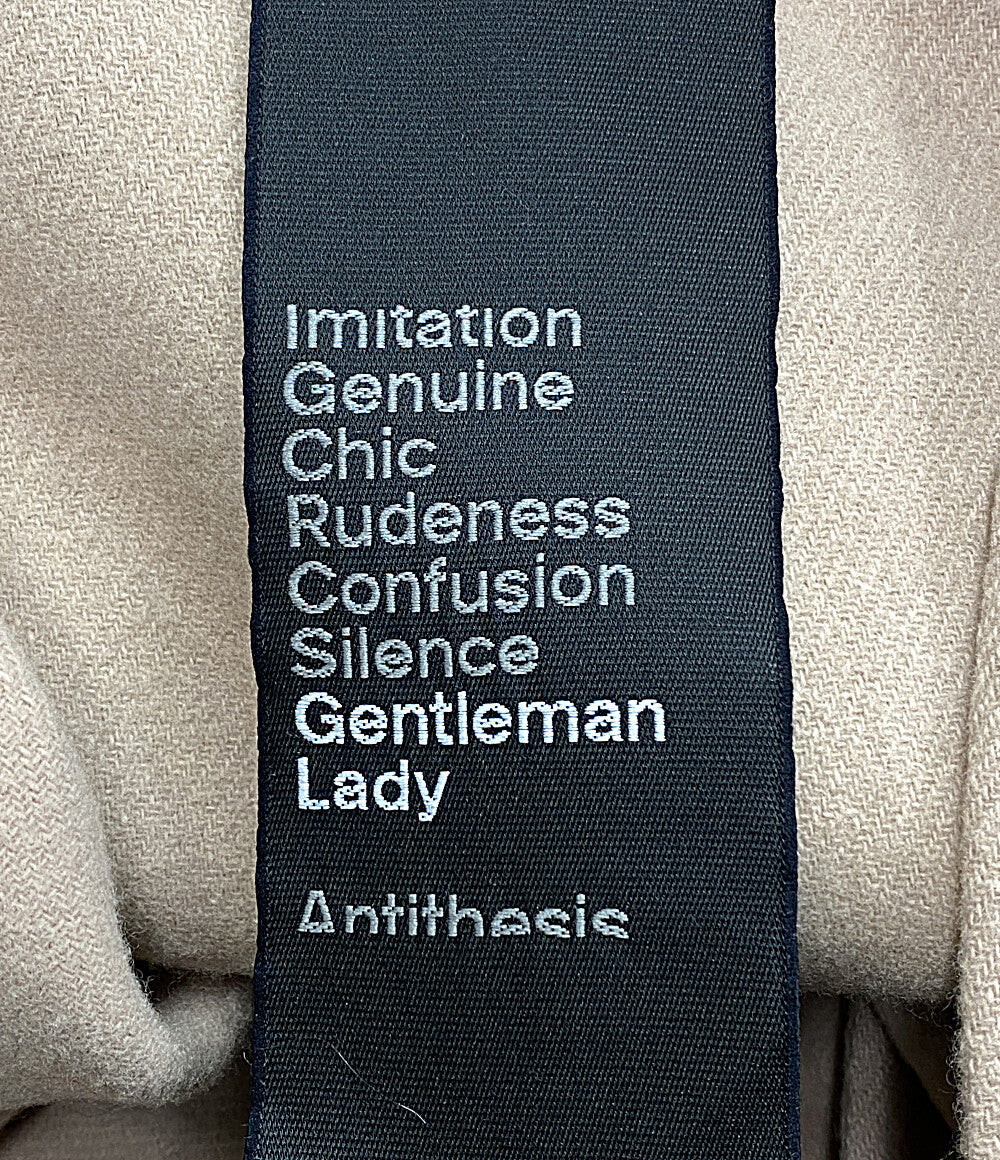 Imitation
Genuine
Chic
Rudeness
Confusion
Silence
Gentleman
Lady
Antithesis